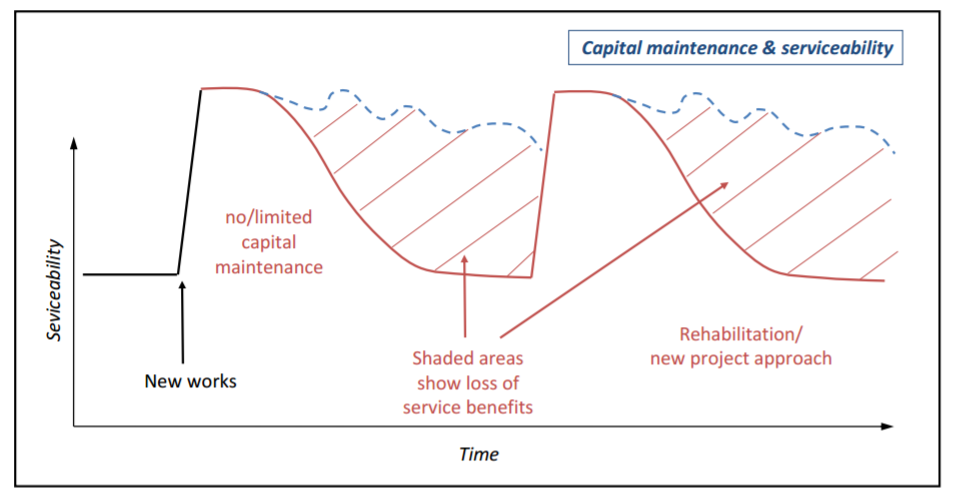 Capital maintenance & serviceability
no/limited
capital
maintenance
Seviceability
New works
Shaded areas
show loss of
service benefits
Rehabilitation/
new project approach
Time